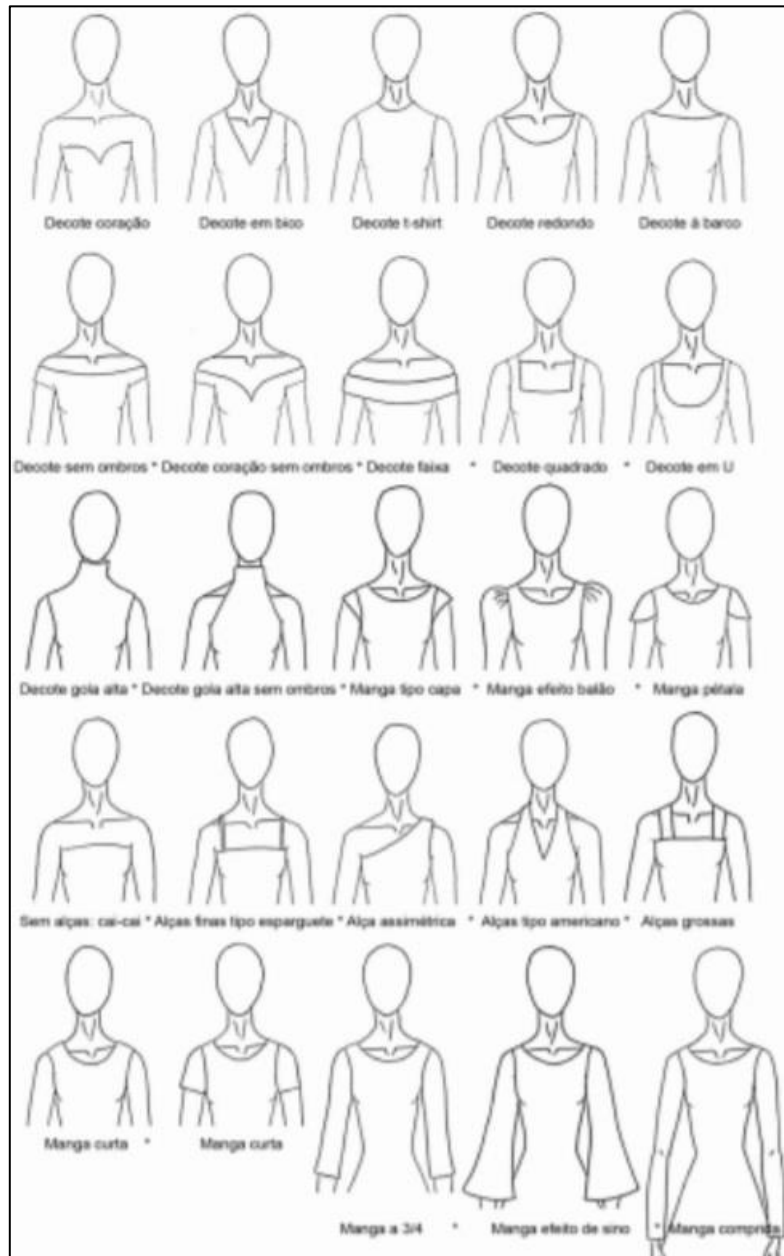 Decote coração Decote em bico Decote t-shirt Decote redondo Decote à barco
Decote sem ombros * Decote coração sem ombros * Decote faixa * Decote quadrado * Decote em U
Decote gola alta * Decote gola alta sem ombros * Manga tipo capa * Manga efeito balão * Manga pétala
Sem alças: cai-cai * Alças finas tipo esparguete * Alça assimétrica * Alças tipo americano * Alças grossas
Manga curta * Manga curta
Manga a 3/4 * Manga efeito de sino * Manga comprida